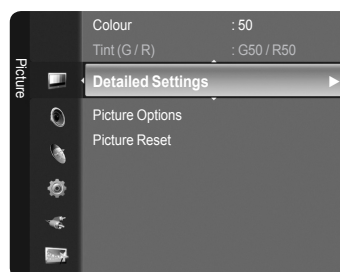 Picture
Colour : 50
Tint (G / R) : G50 / R50
Detailed Settings
Picture Options
Picture Reset